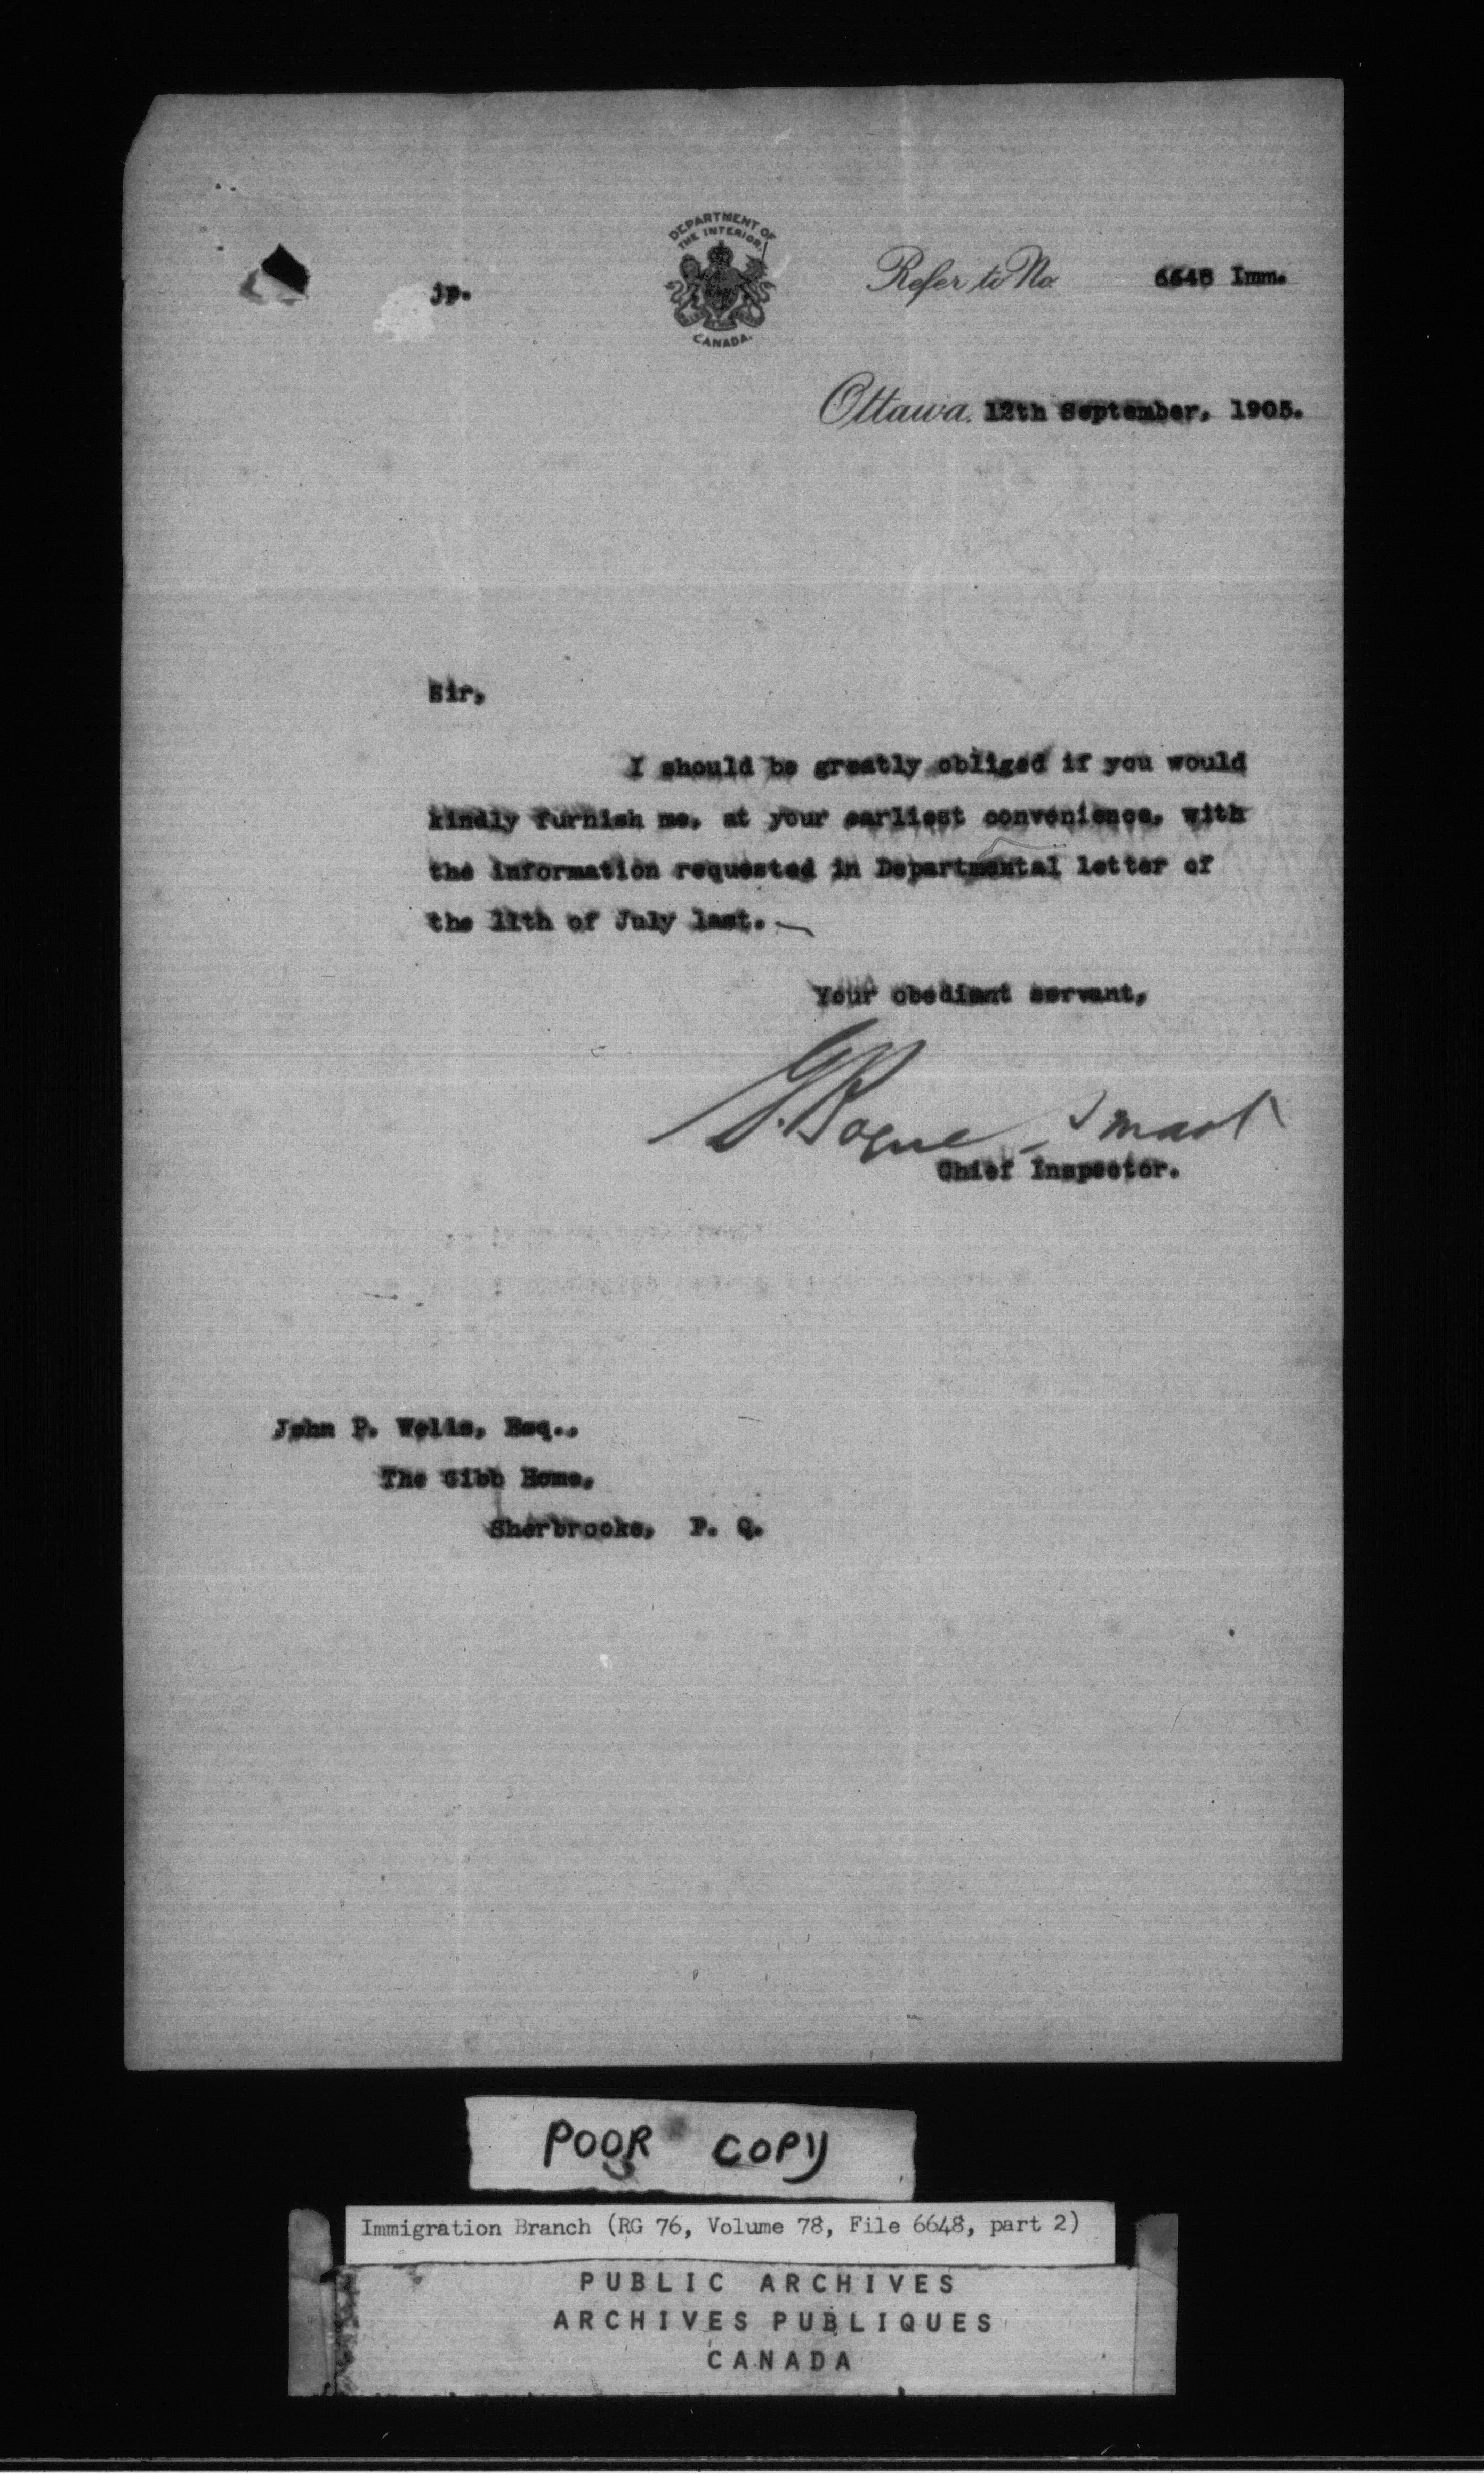 DEPARTMENT OF
THE INTERIOR.
CANADA.
jp.
Refer to No. 6648 Imm.
Ottawa. 12th September, 1905.
Sir,
I should be greatly obliged if you would
kindly furnish me, at your earliest convenience, with
the information requested in Departmental letter of
the 11th of July last.
Your obedient servant,
G. Bogue Smart
Chief Inspector.
John P. Wells, Esq.,
The Gibb Home,
Sherbrooke, P. Q.
POOR COPY
Immigration Branch (RG 76, Volume 78, File 6648, part 2)
PUBLIC ARCHIVES
ARCHIVES PUBLIQUES
CANADA